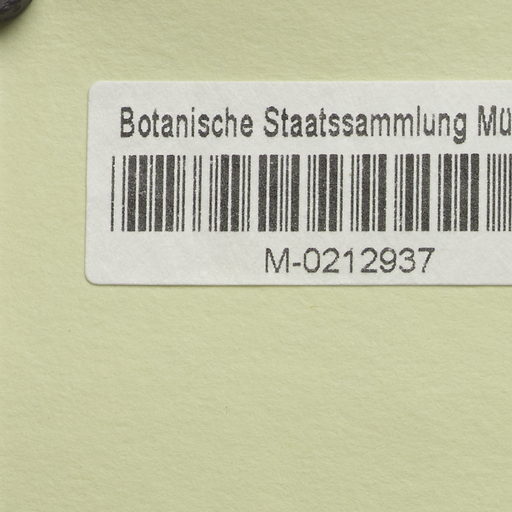 Botanische Staatssammlung Mü
M-0212937